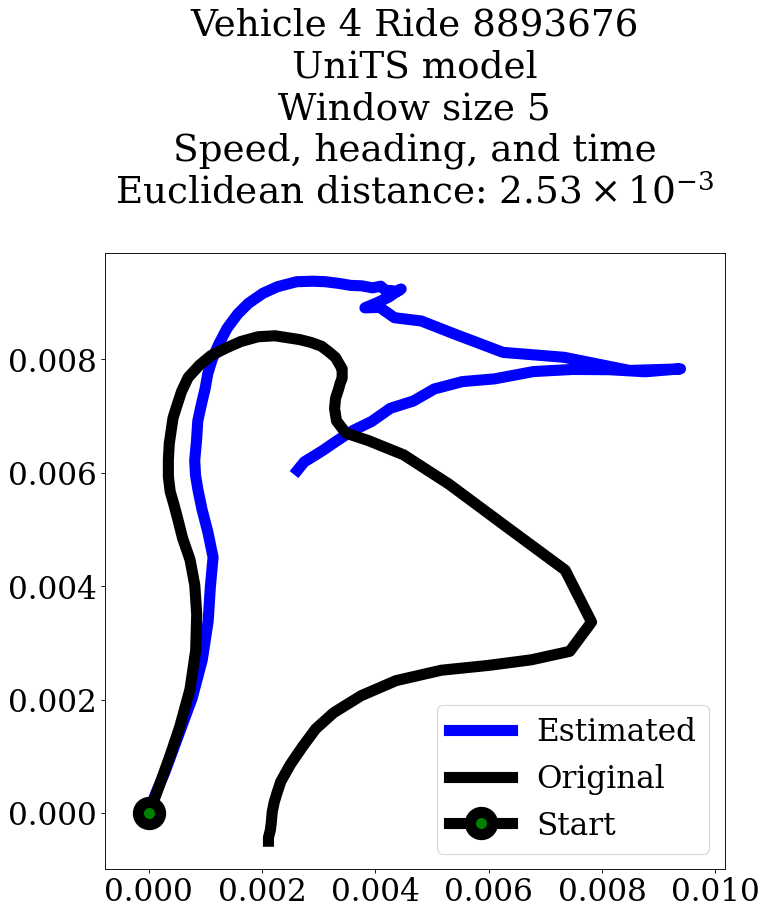 Vehicle 4 Ride 8893676
UniTS model
Window size 5
Speed, heading, and time
Euclidean distance: 2.53 × 10⁻³
0.008
0.006
0.004
0.002
0.000
Estimated
Original
Start
0.000 0.002 0.004 0.006 0.008 0.010